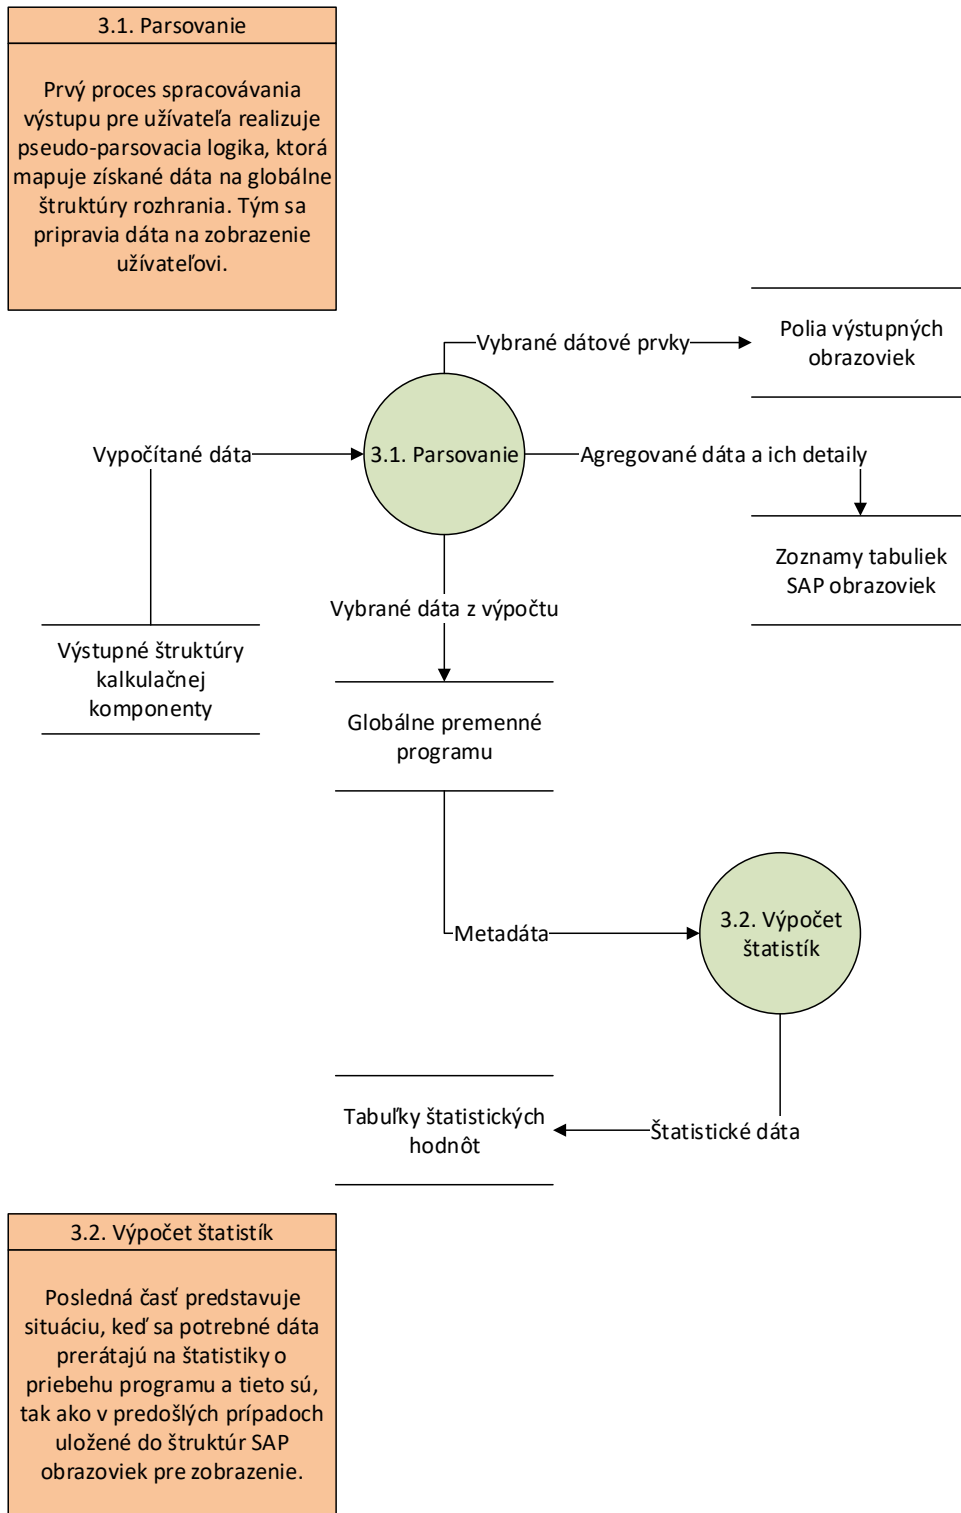 3.1. Parsovanie
Prvý proces spracovávania
výstupu pre užívateľa realizuje
pseudo-parsovacia logika, ktorá
mapuje získané dáta na globálne
štruktúry rozhrania. Tým sa
pripravia dáta na zobrazenie
užívateľovi.
Vybrané dátové prvky
Polia výstupných
obrazoviek
Vypočítané dáta
3.1. Parsovanie
Agregované dáta a ich detaily
Zoznamy tabuliek
SAP obrazoviek
Vybrané dáta z výpočtu
Výstupné štruktúry
kalkulačnej
komponenty
Globálne premenné
programu
Metadáta
3.2. Výpočet
štatistík
Tabuľky štatistických
hodnôt
Štatistické dáta
3.2. Výpočet štatistík
Posledná časť predstavuje
situáciu, keď sa potrebné dáta
prerátajú na štatistiky o
priebehu programu a tieto sú,
tak ako v predošlých prípadoch
uložené do štruktúr SAP
obrazoviek pre zobrazenie.